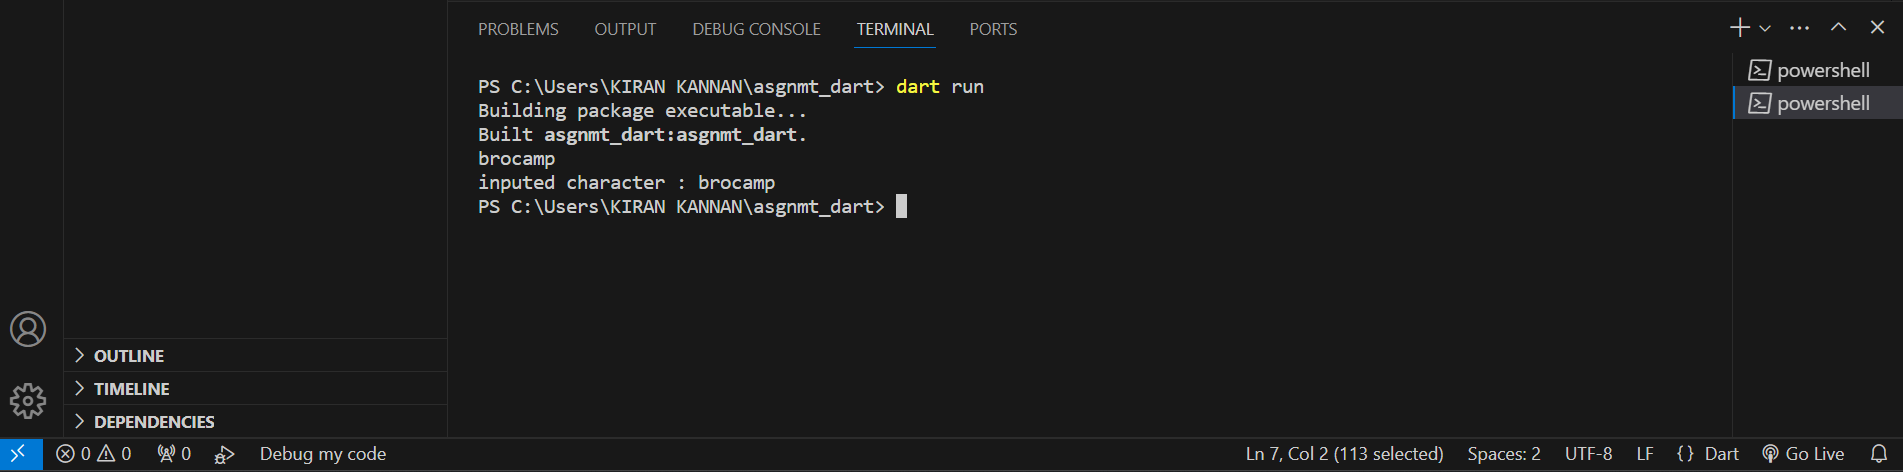 PROBLEMS OUTPUT DEBUG CONSOLE TERMINAL PORTS
PS C:\Users\KIRAN KANNAN\asgnmt_dart> dart run
Building package executable...
Built asgnmt_dart:asgnmt_dart.
brocamp
inputed character : brocamp
PS C:\Users\KIRAN KANNAN\asgnmt_dart>
powershell
powershell
OUTLINE
TIMELINE
DEPENDENCIES
0 0 0 Debug my code Ln 7, Col 2 (113 selected) Spaces: 2 UTF-8 LF {} Dart Go Live